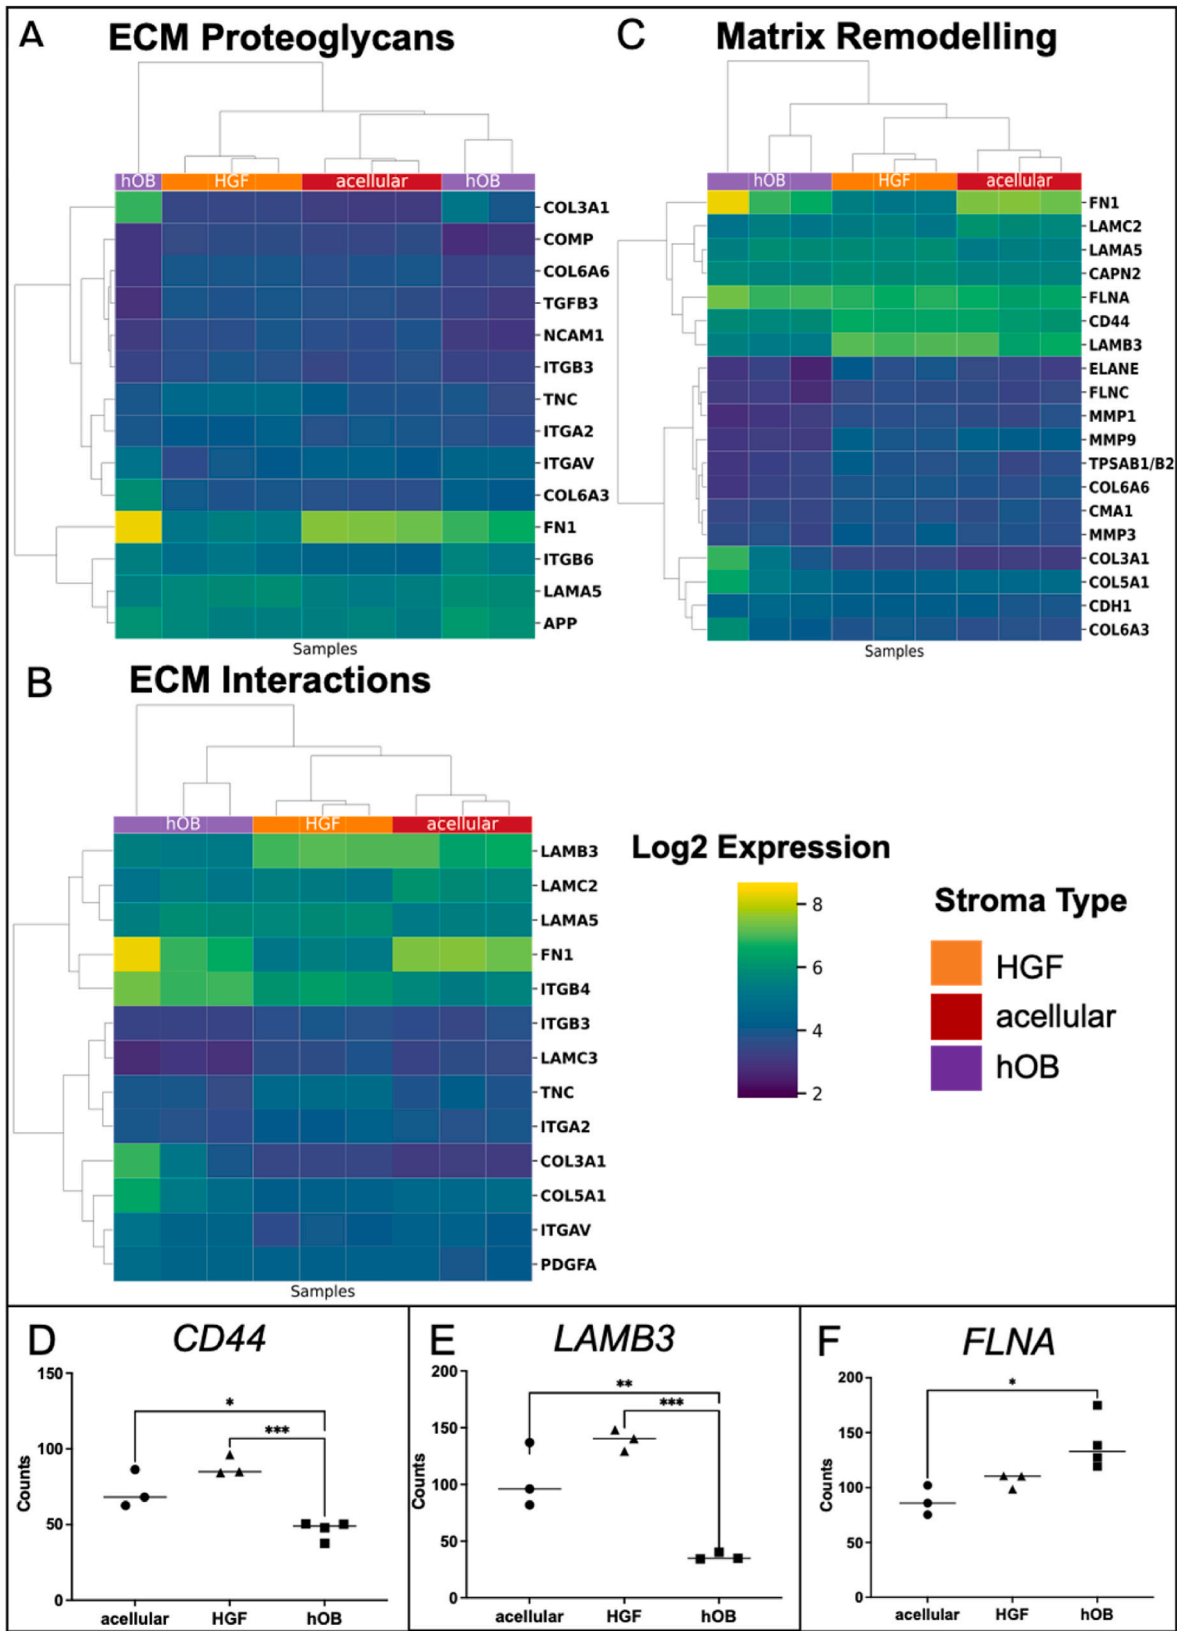 A
ECM Proteoglycans
hOB
HGF
acellular
hOB
COL3A1
COMP
COL6A6
TGFB3
NCAM1
ITGB3
TNC
ITGA2
ITGAV
COL6A3
FN1
ITGB6
LAMA5
APP
Samples
C
Matrix Remodelling
hOB
HGF
acellular
FN1
LAMC2
LAMA5
CAPN2
FLNA
CD44
LAMB3
ELANE
FLNC
MMP1
MMP9
TPSAB1/B2
COL6A6
CMA1
MMP3
COL3A1
COL5A1
CDH1
COL6A3
Samples
B
ECM Interactions
hOB
HGF
acellular
LAMB3
LAMC2
LAMA5
FN1
ITGB4
ITGB3
LAMC3
TNC
ITGA2
COL3A1
COL5A1
ITGAV
PDGFA
Samples
Log2 Expression
8
6
4
2
Stroma Type
HGF
acellular
hOB
D
CD44
150
100
50
0
Counts
*
***
acellular
HGF
hOB
E
LAMB3
200
150
100
50
0
Counts
**
***
acellular
HGF
hOB
F
FLNA
200
150
100
50
0
Counts
*
acellular
HGF
hOB